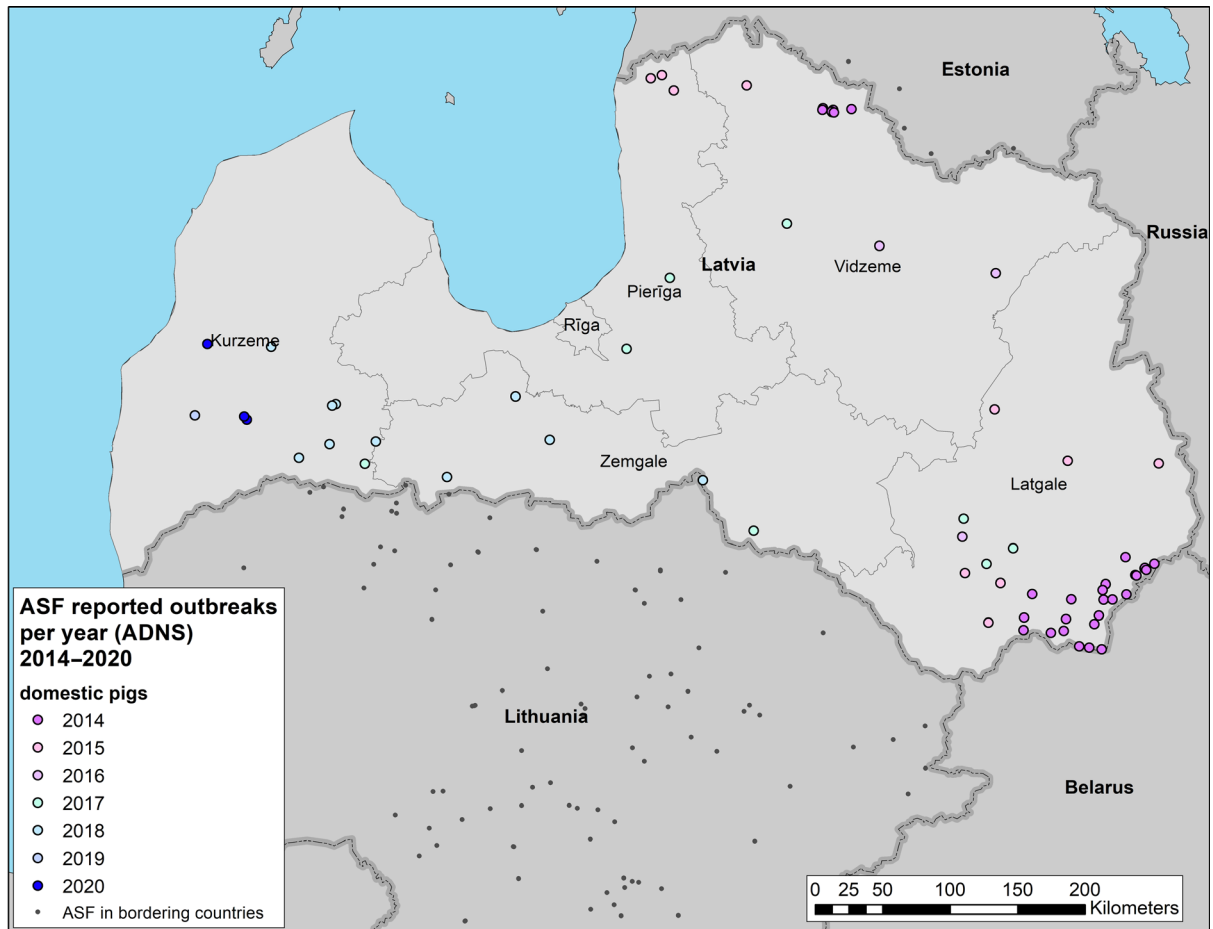 Estonia
Russia
Latvia
Vidzeme
Pierīga
Rīga
Kurzeme
Zemgale
Latgale
ASF reported outbreaks
per year (ADNS)
2014–2020
domestic pigs
2014
2015
2016
2017
2018
2019
2020
ASF in bordering countries
Lithuania
Belarus
0 25 50 100 150 200
Kilometers